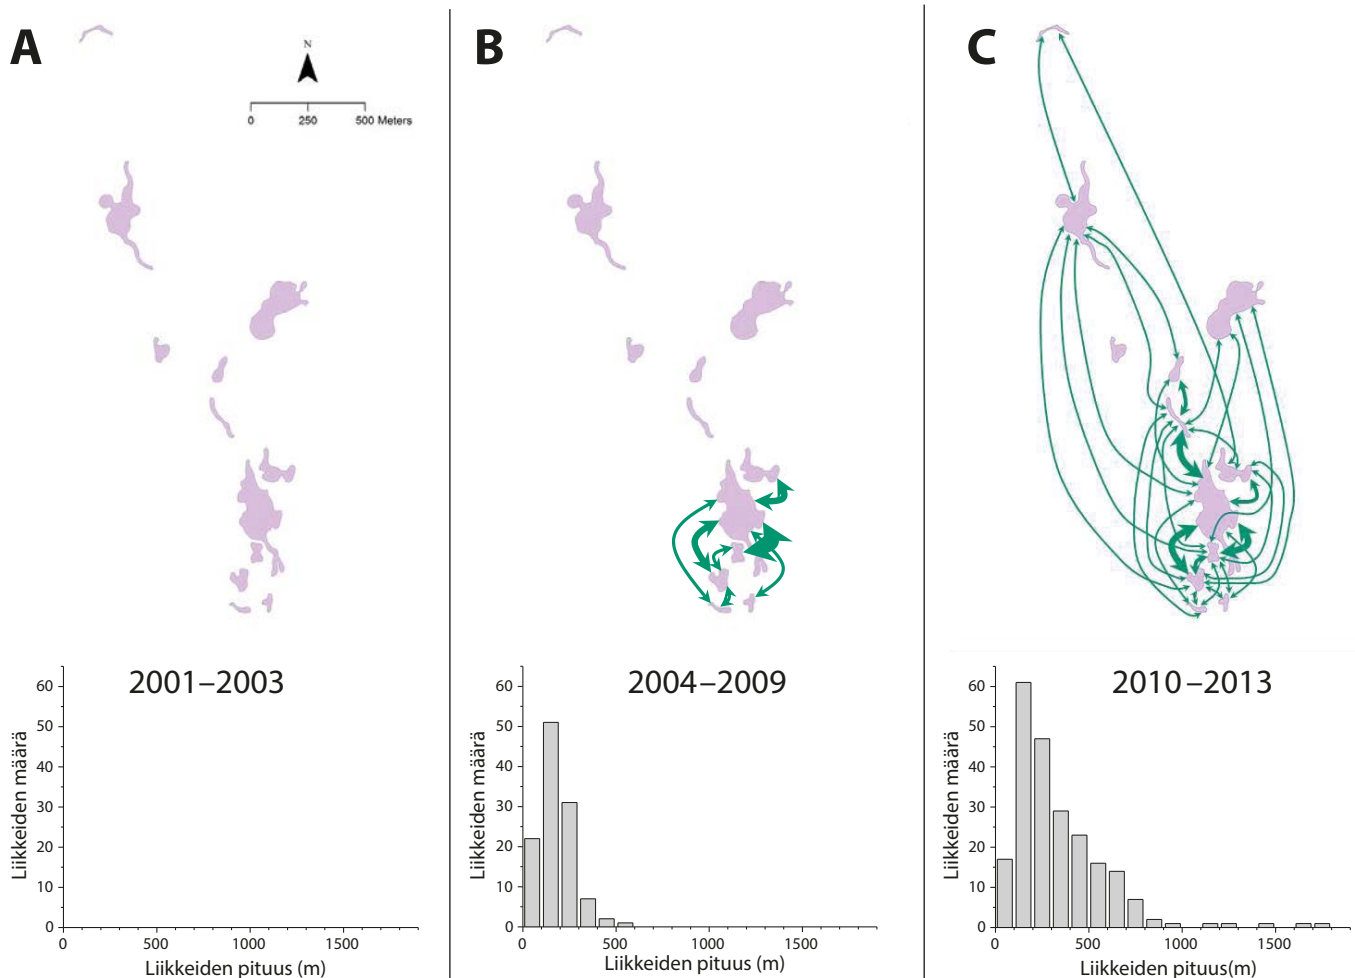 A
N
0 250 500 Meters
B
C
2001–2003
Liikkeiden määrä
60
50
40
30
20
10
0
0 500 1000 1500
Liikkeiden pituus (m)
2004–2009
Liikkeiden määrä
60
50
40
30
20
10
0
0 500 1000 1500
Liikkeiden pituus (m)
2010–2013
Liikkeiden määrä
60
50
40
30
20
10
0
0 500 1000 1500
Liikkeiden pituus(m)